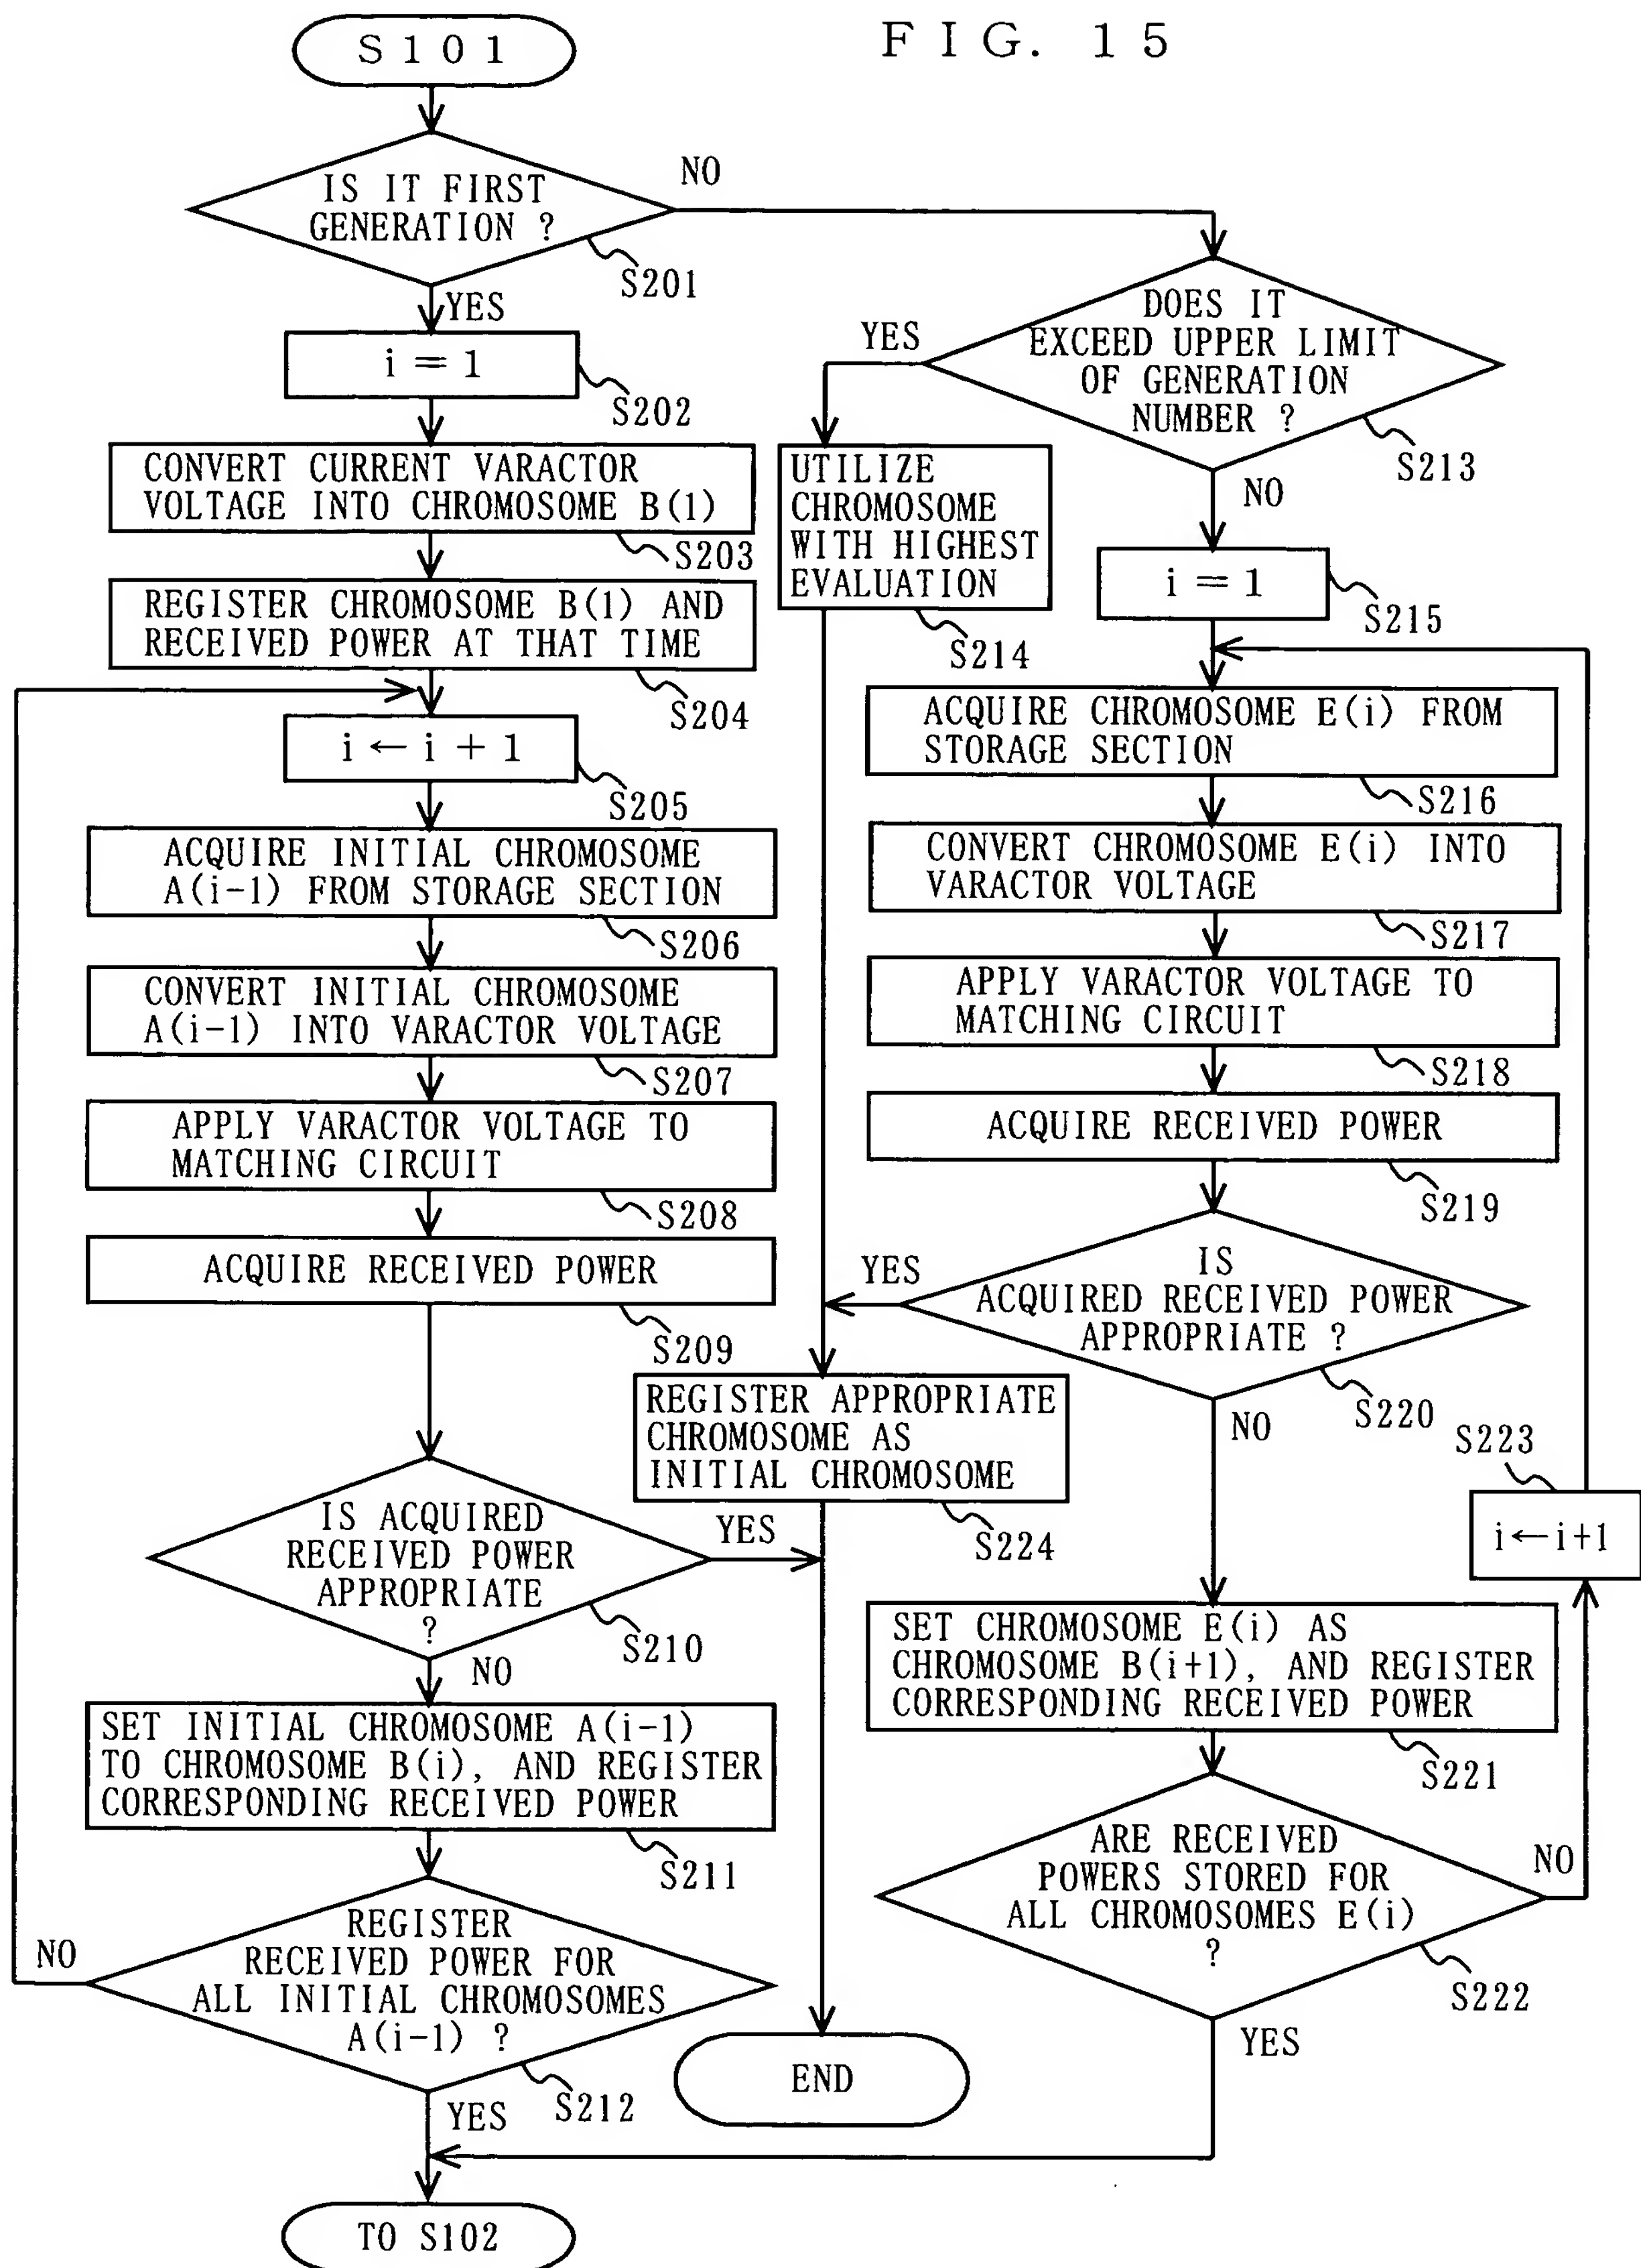 FIG. 15
S101
IS IT FIRST
GENERATION ?
NO
S201
YES
i = 1
S202
CONVERT CURRENT VARACTOR
VOLTAGE INTO CHROMOSOME B(1)
S203
REGISTER CHROMOSOME B(1) AND
RECEIVED POWER AT THAT TIME
S204
i ← i + 1
S205
ACQUIRE INITIAL CHROMOSOME
A(i-1) FROM STORAGE SECTION
S206
CONVERT INITIAL CHROMOSOME
A(i-1) INTO VARACTOR VOLTAGE
S207
APPLY VARACTOR VOLTAGE TO
MATCHING CIRCUIT
S208
ACQUIRE RECEIVED POWER
S209
IS ACQUIRED
RECEIVED POWER
APPROPRIATE
?
YES
S210
NO
SET INITIAL CHROMOSOME A(i-1)
TO CHROMOSOME B(i), AND REGISTER
CORRESPONDING RECEIVED POWER
S211
REGISTER
RECEIVED POWER FOR
ALL INITIAL CHROMOSOMES
A(i-1) ?
NO
S212
YES
TO S102
DOES IT
EXCEED UPPER LIMIT
OF GENERATION
NUMBER ?
YES
S213
NO
UTILIZE
CHROMOSOME
WITH HIGHEST
EVALUATION
S214
i = 1
S215
ACQUIRE CHROMOSOME E(i) FROM
STORAGE SECTION
S216
CONVERT CHROMOSOME E(i) INTO
VARACTOR VOLTAGE
S217
APPLY VARACTOR VOLTAGE TO
MATCHING CIRCUIT
S218
ACQUIRE RECEIVED POWER
S219
IS
ACQUIRED RECEIVED POWER
APPROPRIATE ?
YES
S220
NO
REGISTER APPROPRIATE
CHROMOSOME AS
INITIAL CHROMOSOME
S224
END
SET CHROMOSOME E(i) AS
CHROMOSOME B(i+1), AND REGISTER
CORRESPONDING RECEIVED POWER
S221
ARE RECEIVED
POWERS STORED FOR
ALL CHROMOSOMES E(i)
?
NO
S222
YES
S223
i←i+1